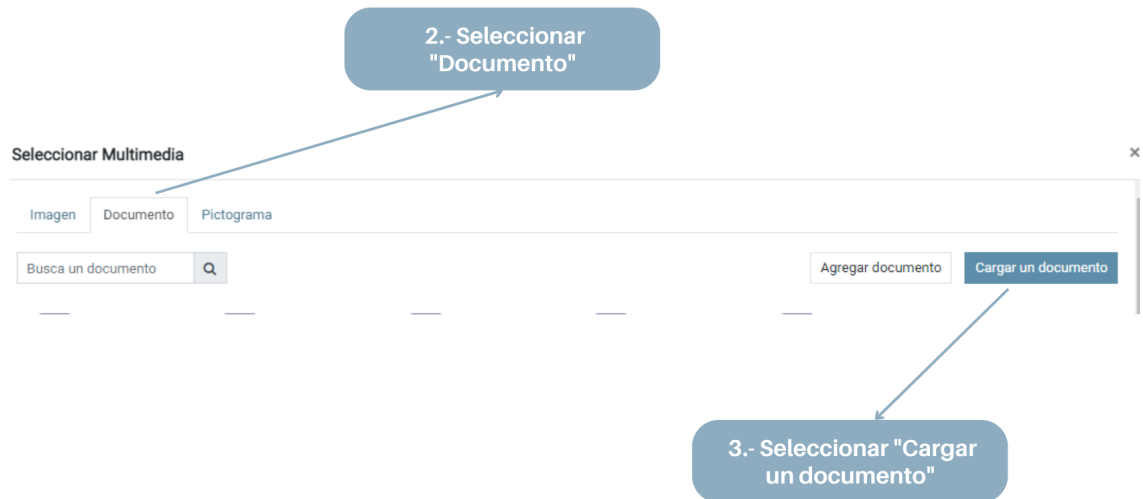 2.- Seleccionar
"Documento"
Seleccionar Multimedia
×
Imagen Documento Pictograma
Busca un documento
Agregar documento Cargar un documento
3.- Seleccionar "Cargar
un documento"